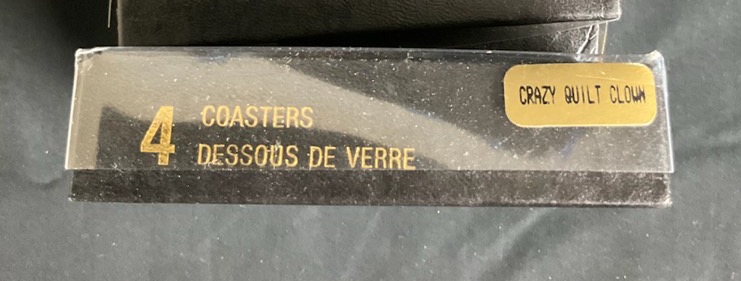 4 COASTERS
DESSOUS DE VERRE
CRAZY QUILT CLOWN